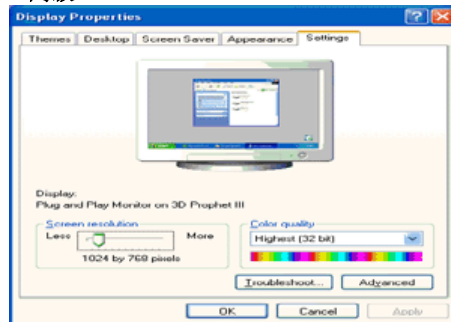 Display Properties
Themes Desktop Screen Saver Appearance Settings
Display:
Plug and Play Monitor on 3D Prophet III
Screen resolution
Less More
1024 by 768 pixels
Color quality
Highest (32 bit)
Troubleshoot... Advanced
OK Cancel Apply